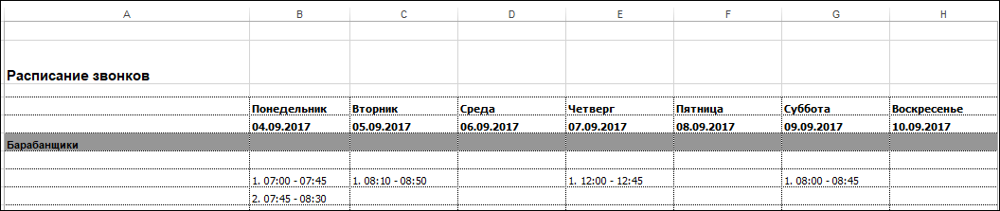 A B C D E F G H
Расписание звонков
Понедельник Вторник Среда Четверг Пятница Суббота Воскресенье
04.09.2017 05.09.2017 06.09.2017 07.09.2017 08.09.2017 09.09.2017 10.09.2017
Барабанщики
1. 07:00 - 07:45 1. 08:10 - 08:50 1. 12:00 - 12:45 1. 08:00 - 08:45
2. 07:45 - 08:30